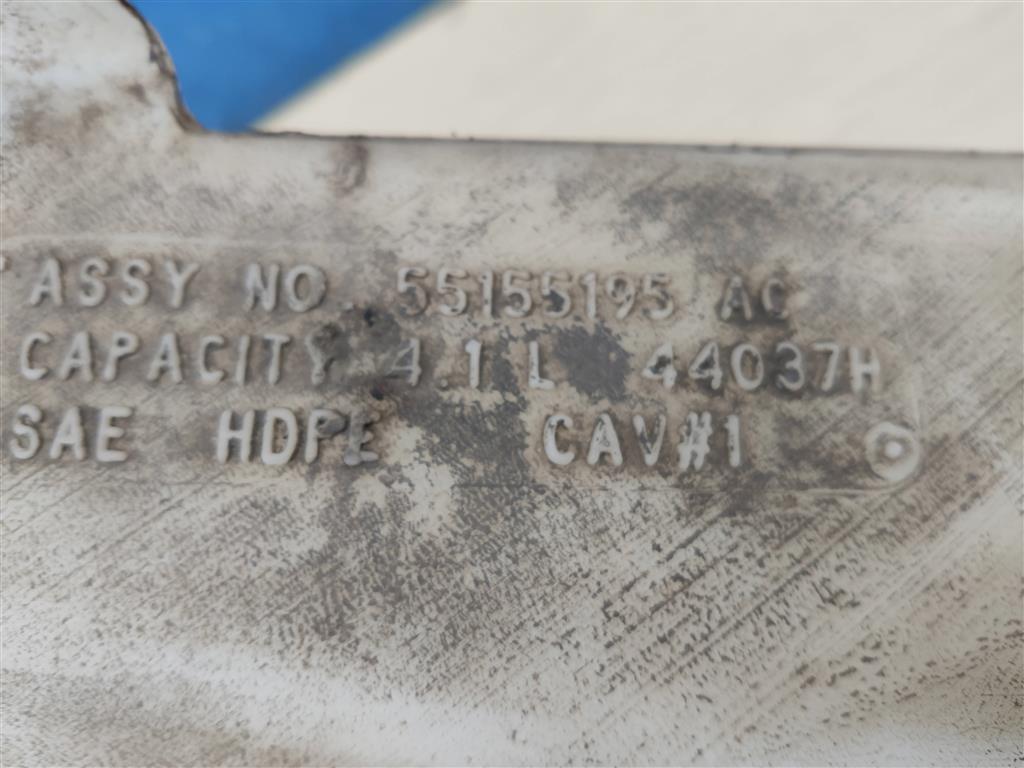 ASSY NO. 55155195 AC
CAPACITY 4.1 L 44037H
SAE HDPE CAV#1